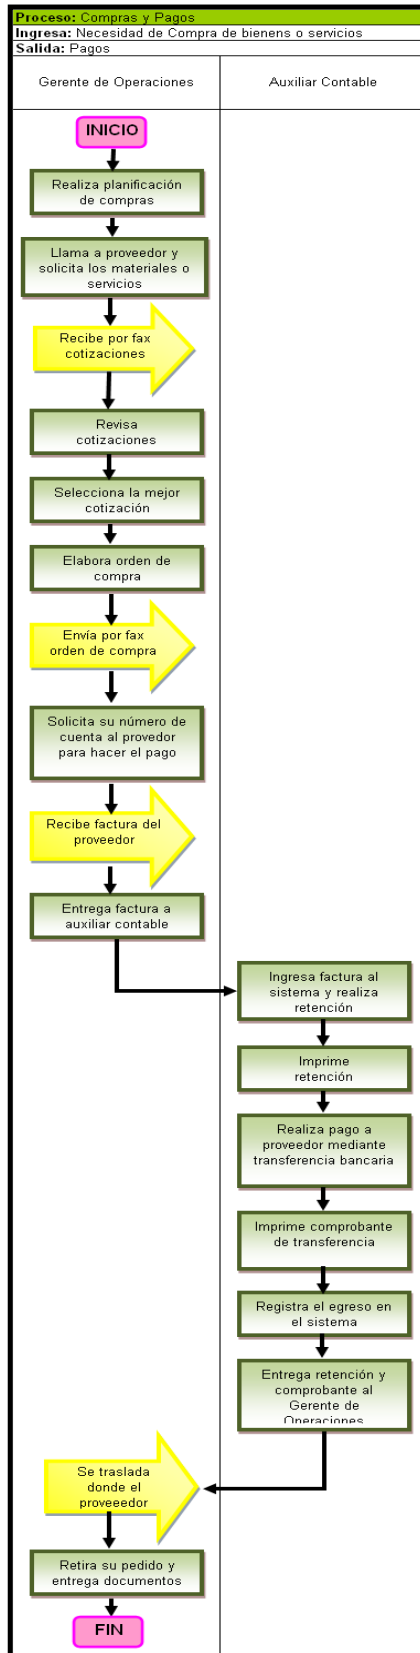 Proceso: Compras y Pagos
Ingresa: Necesidad de Compra de bienens o servicios
Salida: Pagos
Gerente de Operaciones
Auxiliar Contable
INICIO
Realiza planificación
de compras
Llama a proveedor y
solicita los materiales o
servicios
Recibe por fax
cotizaciones
Revisa
cotizaciones
Selecciona la mejor
cotización
Elabora orden de
compra
Envía por fax
orden de compra
Solicita su número de
cuenta al provedor
para hacer el pago
Recibe factura del
proveedor
Entrega factura a
auxiliar contable
Ingresa factura al
sistema y realiza
retención
Imprime
retención
Realiza pago a
proveedor mediante
transferencia bancaria
Imprime comprobante
de transferencia
Registra el egreso en
el sistema
Entrega retención y
comprobante al
Gerente de
Operaciones
Se traslada
donde el
proveeedor
Retira su pedido y
entrega documentos
FIN